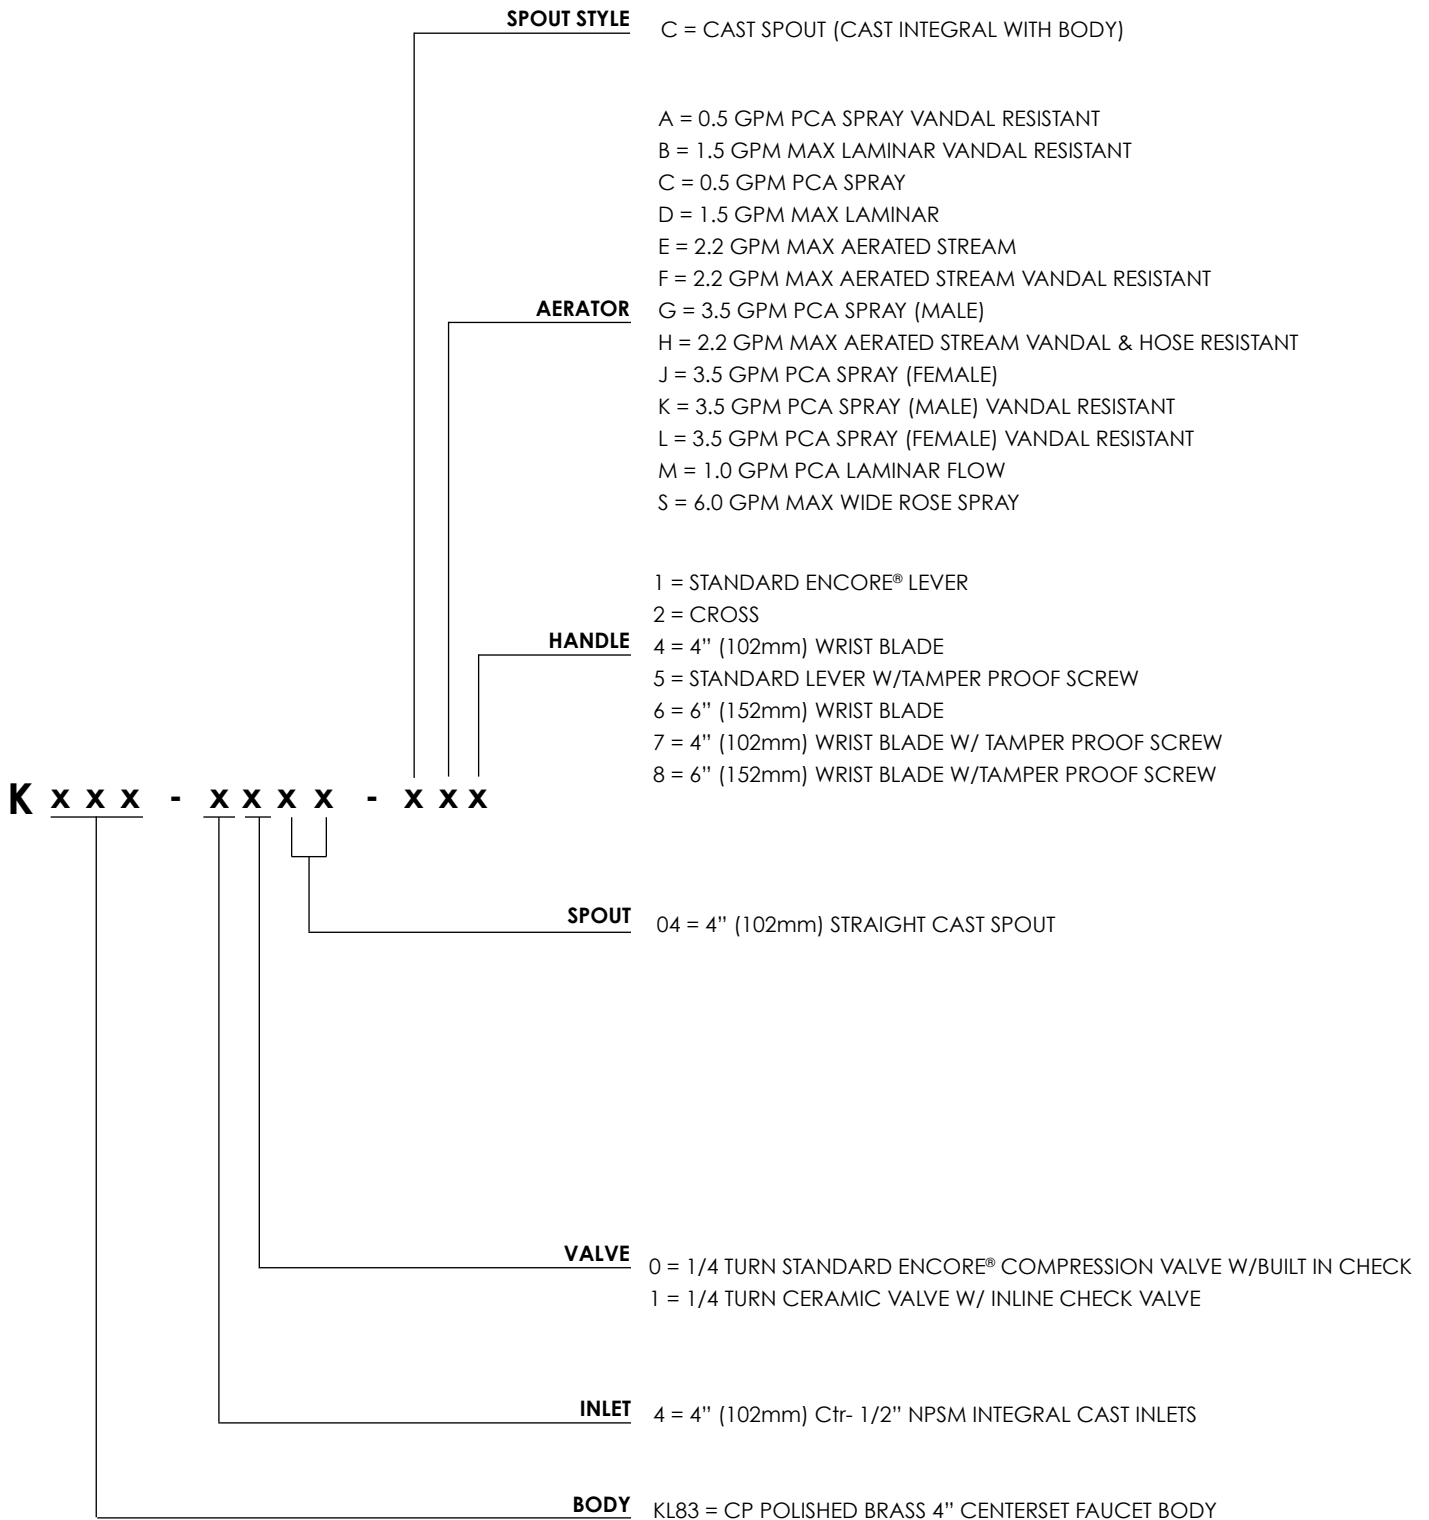 SPOUT STYLE
C = CAST SPOUT (CAST INTEGRAL WITH BODY)
A = 0.5 GPM PCA SPRAY VANDAL RESISTANT
B = 1.5 GPM MAX LAMINAR VANDAL RESISTANT
C = 0.5 GPM PCA SPRAY
D = 1.5 GPM MAX LAMINAR
E = 2.2 GPM MAX AERATED STREAM
F = 2.2 GPM MAX AERATED STREAM VANDAL RESISTANT
AERATOR
G = 3.5 GPM PCA SPRAY (MALE)
H = 2.2 GPM MAX AERATED STREAM VANDAL & HOSE RESISTANT
J = 3.5 GPM PCA SPRAY (FEMALE)
K = 3.5 GPM PCA SPRAY (MALE) VANDAL RESISTANT
L = 3.5 GPM PCA SPRAY (FEMALE) VANDAL RESISTANT
M = 1.0 GPM PCA LAMINAR FLOW
S = 6.0 GPM MAX WIDE ROSE SPRAY
1 = STANDARD ENCORE® LEVER
2 = CROSS
HANDLE
4 = 4” (102mm) WRIST BLADE
5 = STANDARD LEVER W/TAMPER PROOF SCREW
6 = 6” (152mm) WRIST BLADE
7 = 4” (102mm) WRIST BLADE W/ TAMPER PROOF SCREW
8 = 6” (152mm) WRIST BLADE W/TAMPER PROOF SCREW
K x x x - x x x x - x x x
SPOUT
04 = 4” (102mm) STRAIGHT CAST SPOUT
VALVE
0 = 1/4 TURN STANDARD ENCORE® COMPRESSION VALVE W/BUILT IN CHECK
1 = 1/4 TURN CERAMIC VALVE W/ INLINE CHECK VALVE
INLET
4 = 4” (102mm) Ctr- 1/2” NPSM INTEGRAL CAST INLETS
BODY
KL83 = CP POLISHED BRASS 4” CENTERSET FAUCET BODY